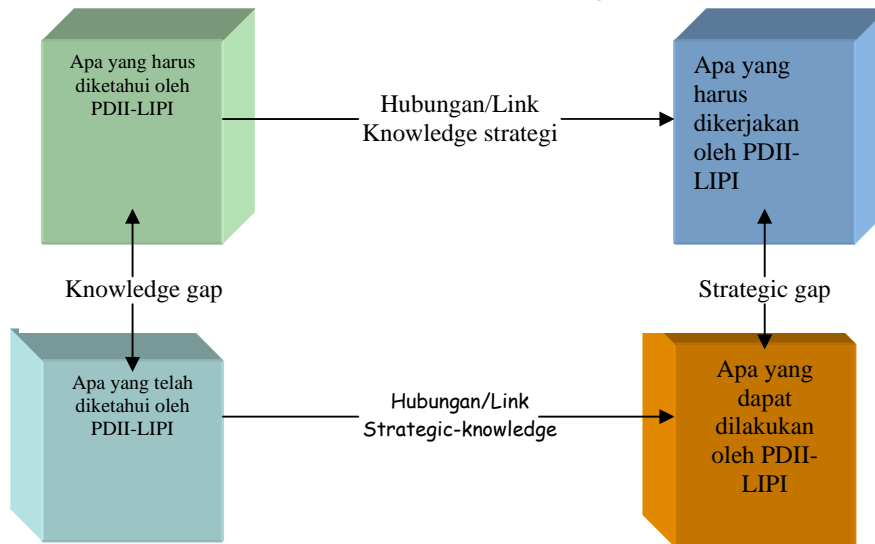 Apa yang harus
diketahui oleh
PDII-LIPI
Hubungan/Link
Knowledge strategi
Apa yang
harus
dikerjakan
oleh PDII-
LIPI
Knowledge gap
Strategic gap
Apa yang telah
diketahui oleh
PDII-LIPI
Hubungan/Link
Strategic-knowledge
Apa yang
dapat
dilakukan
oleh PDII-
LIPI